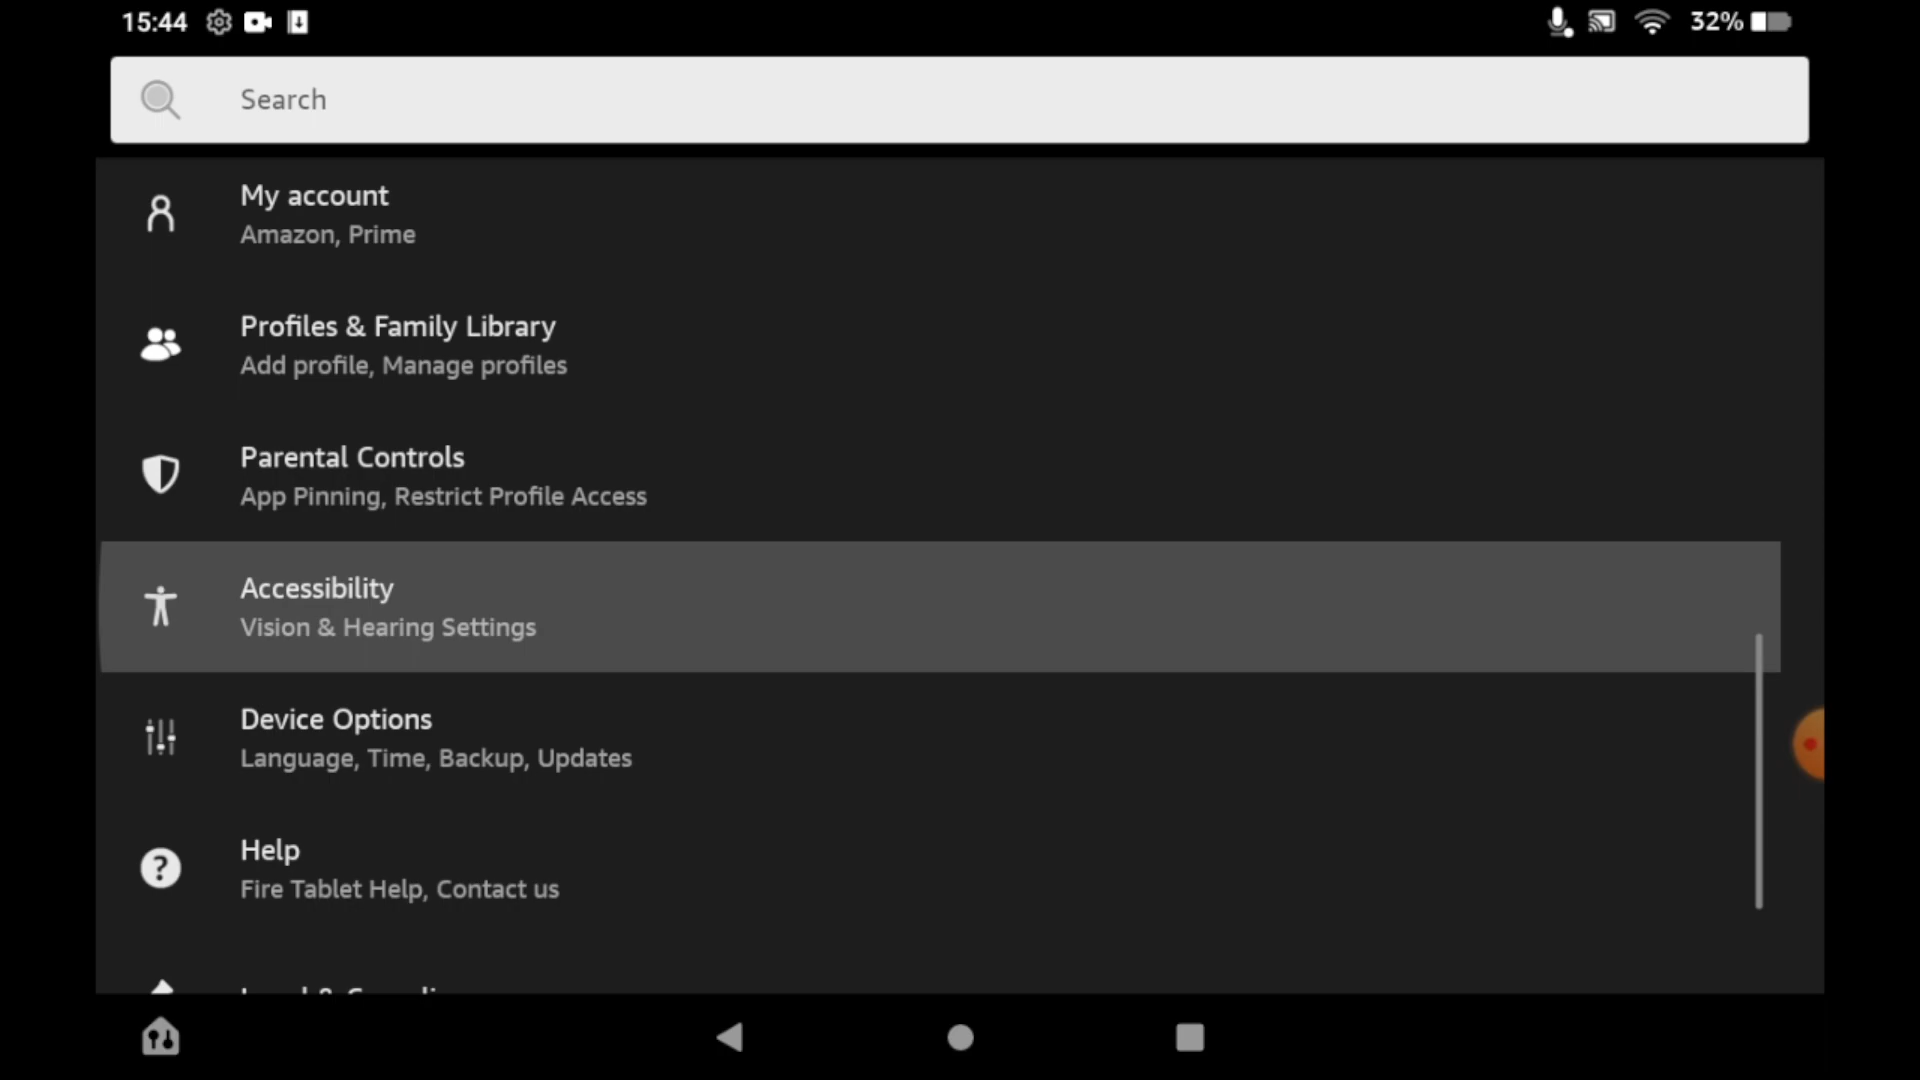 15:44
32%
Search
My account
Amazon, Prime
Profiles & Family Library
Add profile, Manage profiles
Parental Controls
App Pinning, Restrict Profile Access
Accessibility
Vision & Hearing Settings
Device Options
Language, Time, Backup, Updates
Help
Fire Tablet Help, Contact us